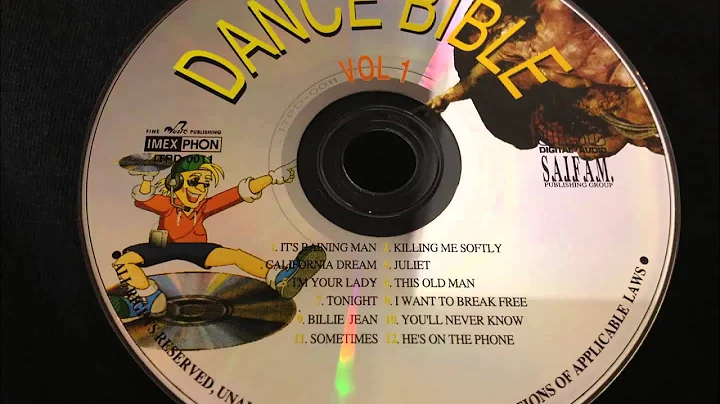 DANCE BIBLE
VOL 1
FINE Music PUBLISHING
IMEX PHON
ITPD 0011
DIGITAL AUDIO
S.A.I.F.A.M.
PUBLISHING GROUP
1. IT'S RAINING MAN 2. KILLING ME SOFTLY
CALIFORNIA DREAM 4. JULIET
I'M YOUR LADY 6. THIS OLD MAN
7. TONIGHT 8. I WANT TO BREAK FREE
9. BILLIE JEAN 10. YOU'LL NEVER KNOW
11. SOMETIMES 12. HE'S ON THE PHONE
• ALL RIGHTS RESERVED, UNA
IONS OF APPLICABLE LAWS •